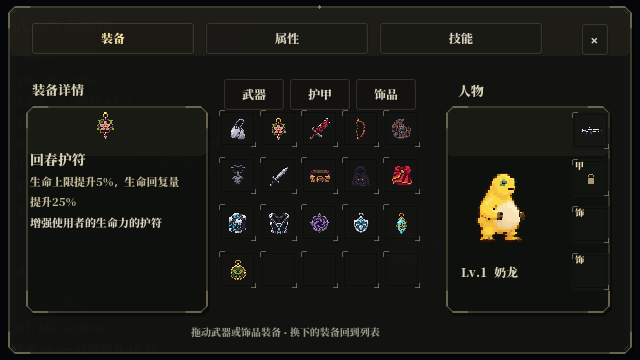 装备
属性
技能
×
装备详情
武器
护甲
饰品
人物
回春护符
生命上限提升5%，生命回复量
提升25%
增强使用者的生命力的护符
甲
饰
饰
Lv.1 奶龙
拖动武器或饰品装备 · 换下的装备回到列表